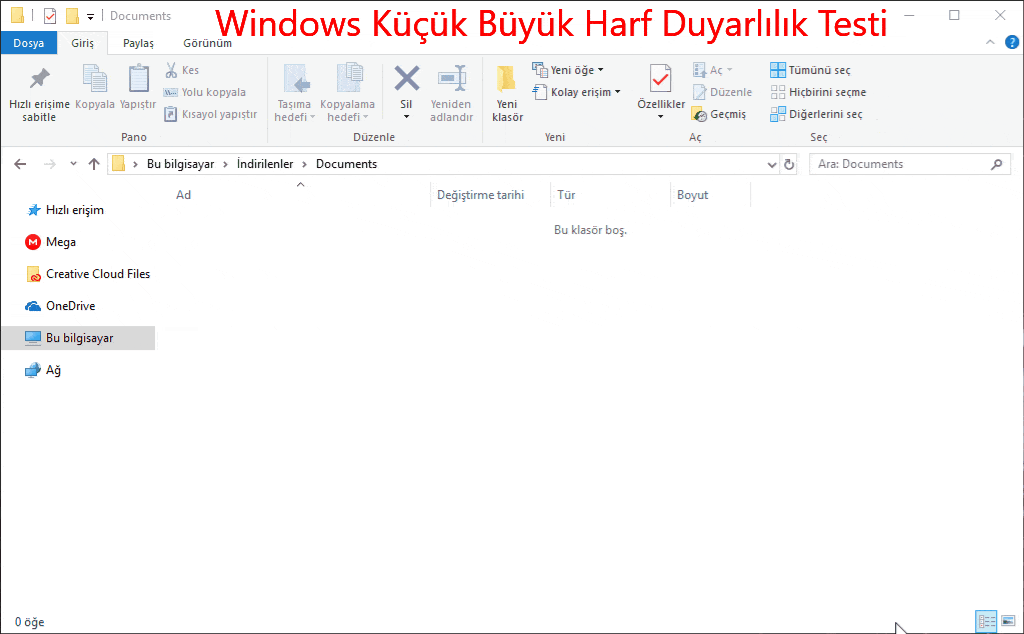 Documents
Windows Küçük Büyük Harf Duyarlılık Testi
Dosya Giriş Paylaş Görünüm
Hızlı erişime sabitle
Kopyala
Yapıştır
Kes
Yolu kopyala
Kısayol yapıştır
Pano
Taşıma hedefi
Kopyalama hedefi
Sil
Yeniden adlandır
Düzenle
Yeni klasör
Yeni öğe
Kolay erişim
Yeni
Özellikler
Aç
Düzenle
Geçmiş
Aç
Tümünü seç
Hiçbirini seçme
Diğerlerini seç
Seç
Bu bilgisayar > İndirilenler > Documents
Ara: Documents
Ad Değiştirme tarihi Tür Boyut
Bu klasör boş.
Hızlı erişim
Mega
Creative Cloud Files
OneDrive
Bu bilgisayar
Ağ
0 öğe